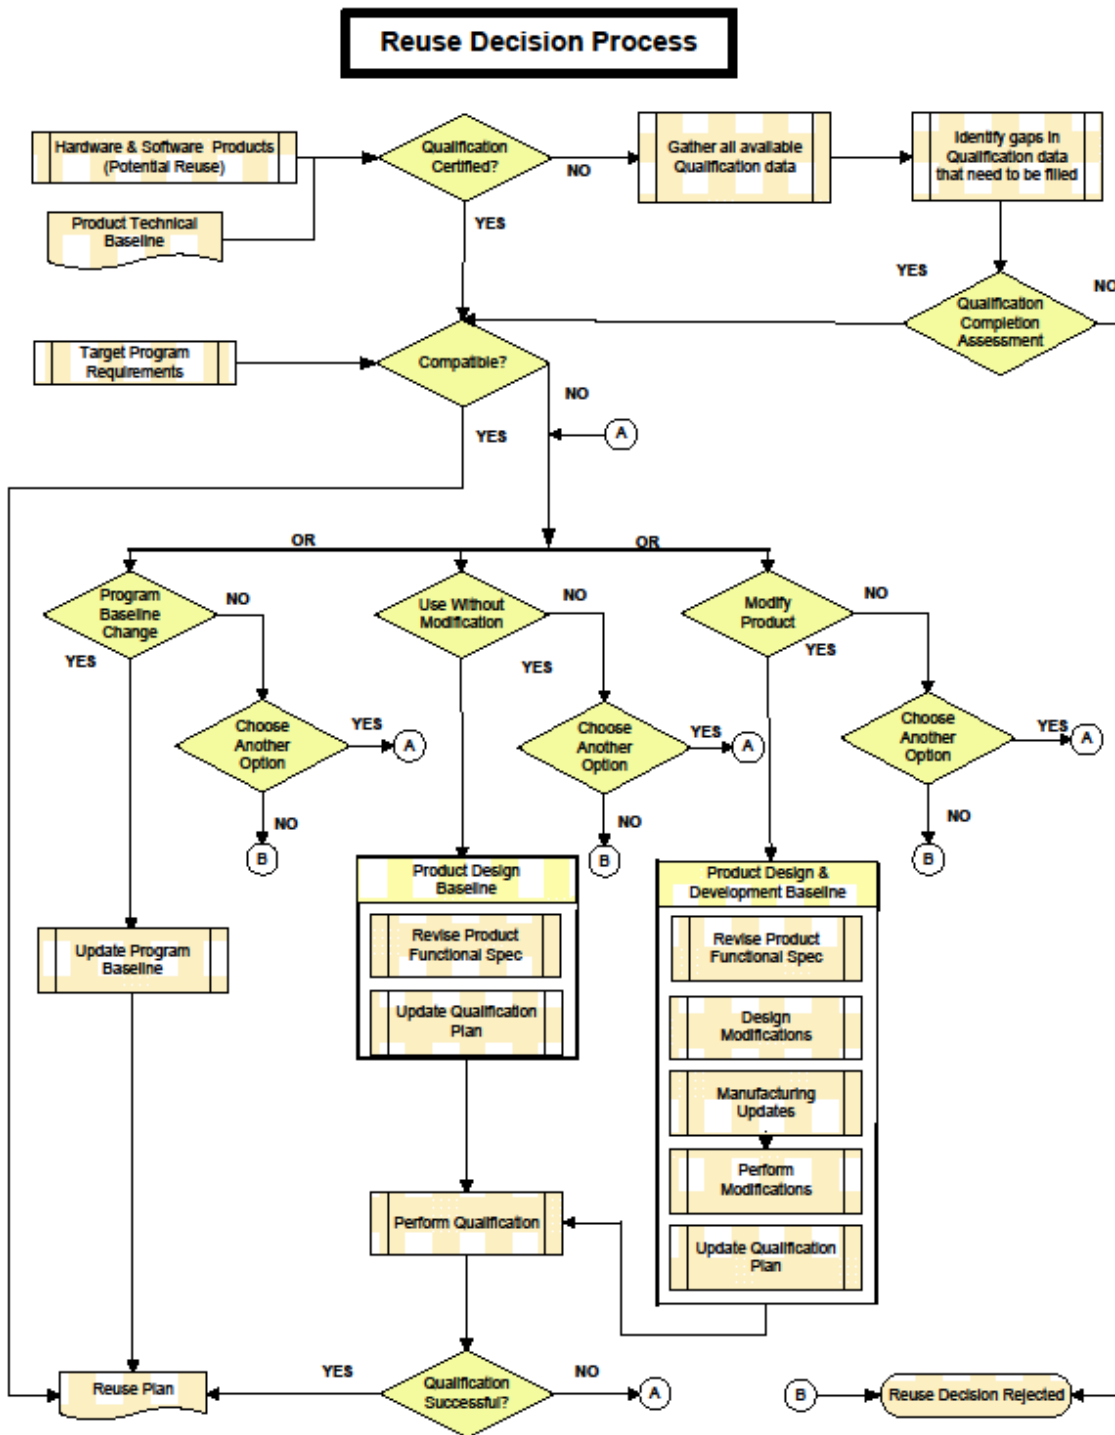 Reuse Decision Process
Hardware & Software Products
(Potential Reuse)
Qualification
Certified?
NO
Gather all available
Qualification data
Identify gaps in
Qualification data
that need to be filled
Product Technical
Baseline
YES
YES
NO
Qualification
Completion
Assessment
Target Program
Requirements
Compatible?
NO
YES
A
OR
OR
Program
Baseline
Change
NO
YES
Use Without
Modification
NO
YES
Modify
Product
NO
YES
Choose
Another
Option
YES
A
NO
B
Choose
Another
Option
YES
A
NO
B
Choose
Another
Option
YES
A
NO
B
Product Design
Baseline
Revise Product
Functional Spec
Update Qualification
Plan
Product Design &
Development Baseline
Revise Product
Functional Spec
Design
Modifications
Manufacturing
Updates
Perform
Modifications
Update Qualification
Plan
Update Program
Baseline
Perform Qualification
Reuse Plan
YES
Qualification
Successful?
NO
A
B
Reuse Decision Rejected